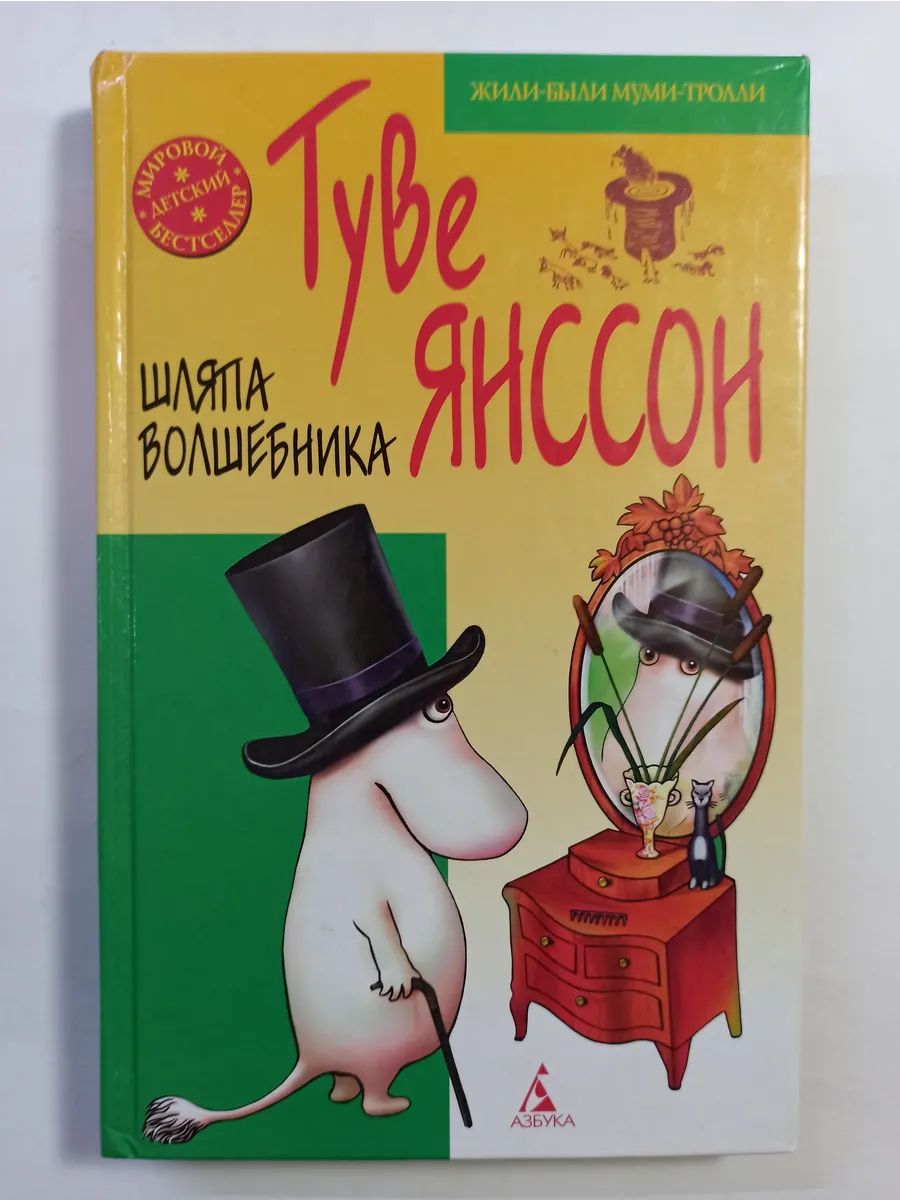 ЖИЛИ-БЫЛИ МУМИ-ТРОЛЛИ
МИРОВОЙ
ДЕТСКИЙ
БЕСТСЕЛЛЕР
Туве
ЯНССОН
ШЛЯПА
ВОЛШЕБНИКА
АЗБУКА